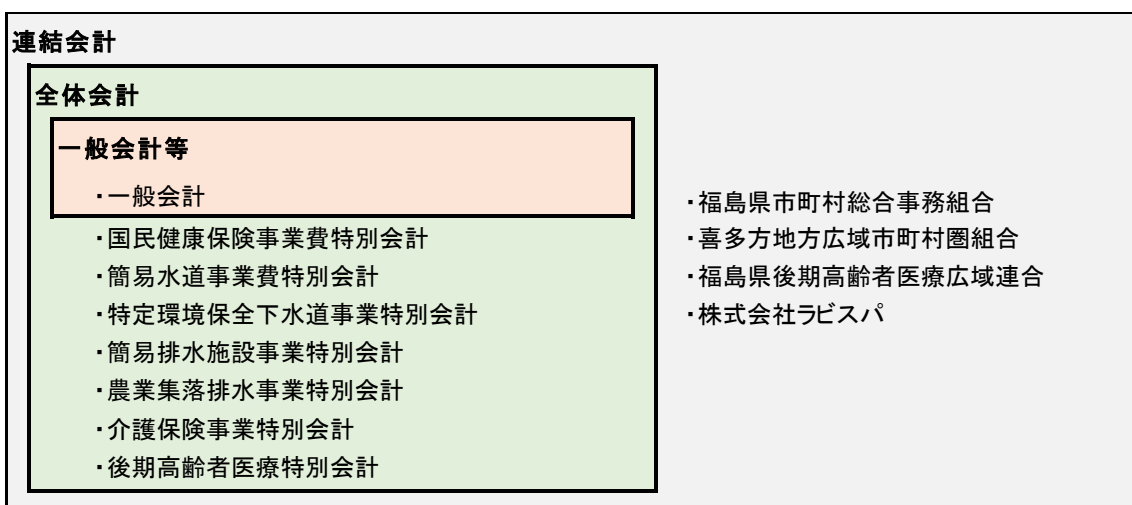 連結会計
全体会計
一般会計等
・一般会計
・国民健康保険事業費特別会計
・簡易水道事業費特別会計
・特定環境保全下水道事業特別会計
・簡易排水施設事業特別会計
・農業集落排水事業特別会計
・介護保険事業特別会計
・後期高齢者医療特別会計
・福島県市町村総合事務組合
・喜多方地方広域市町村圏組合
・福島県後期高齢者医療広域連合
・株式会社ラビスパ